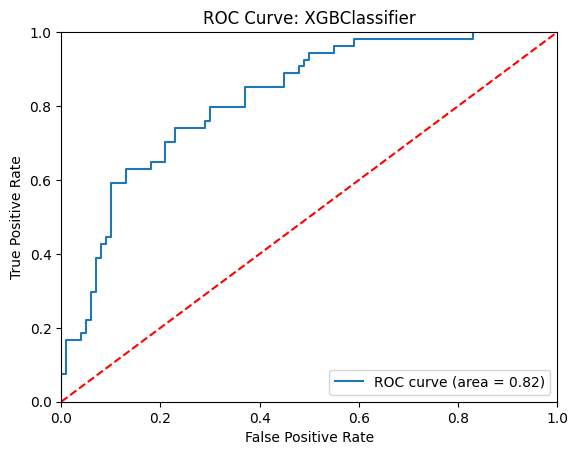 ROC Curve: XGBClassifier
True Positive Rate
1.0
0.8
0.6
0.4
0.2
0.0
ROC curve (area = 0.82)
0.0 0.2 0.4 0.6 0.8 1.0
False Positive Rate